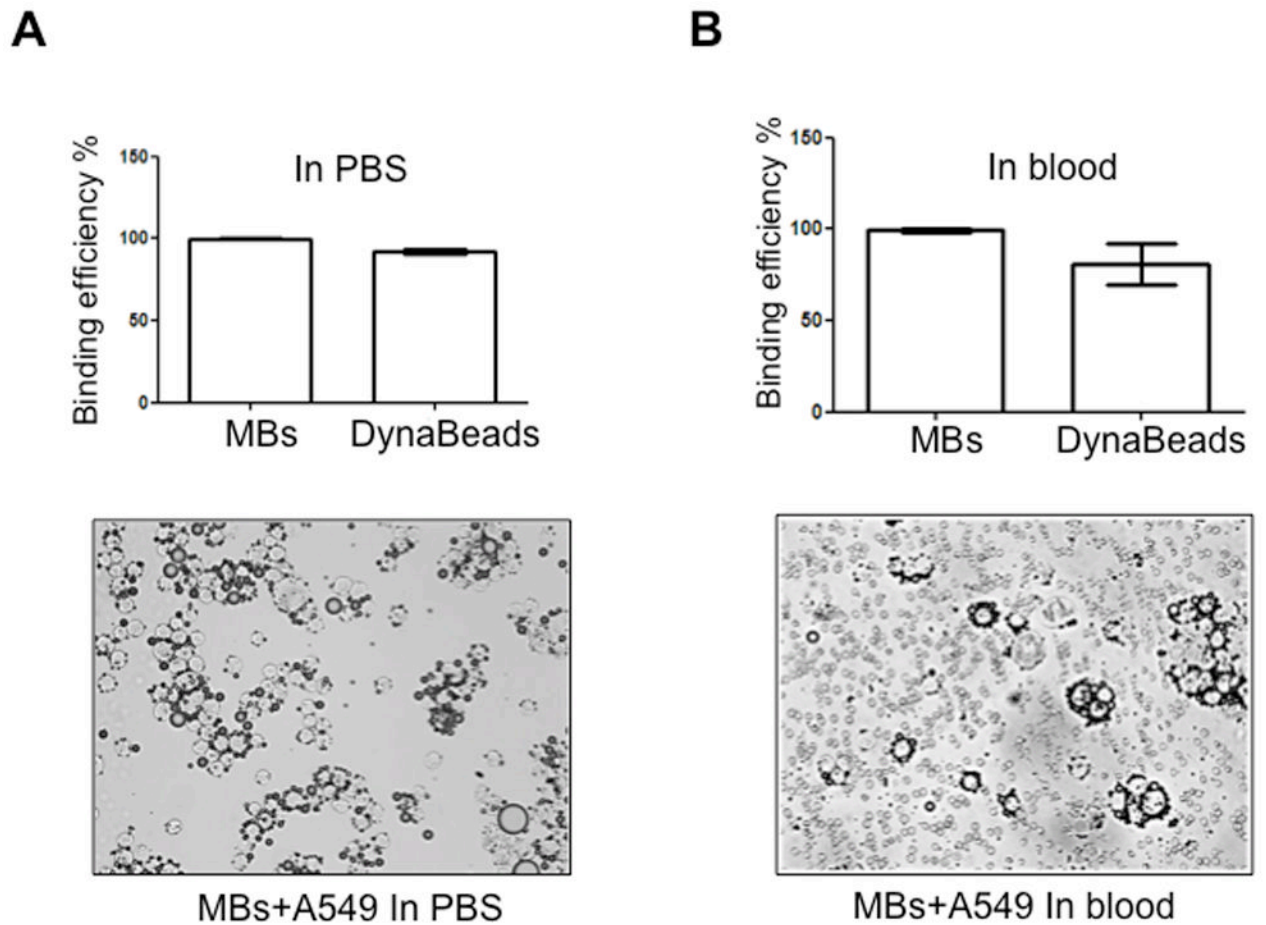 A
B
Binding efficiency %
150
100
50
0
In PBS
MBs
DynaBeads
Binding efficiency %
150
100
50
0
In blood
MBs
DynaBeads
MBs+A549 In PBS
MBs+A549 In blood